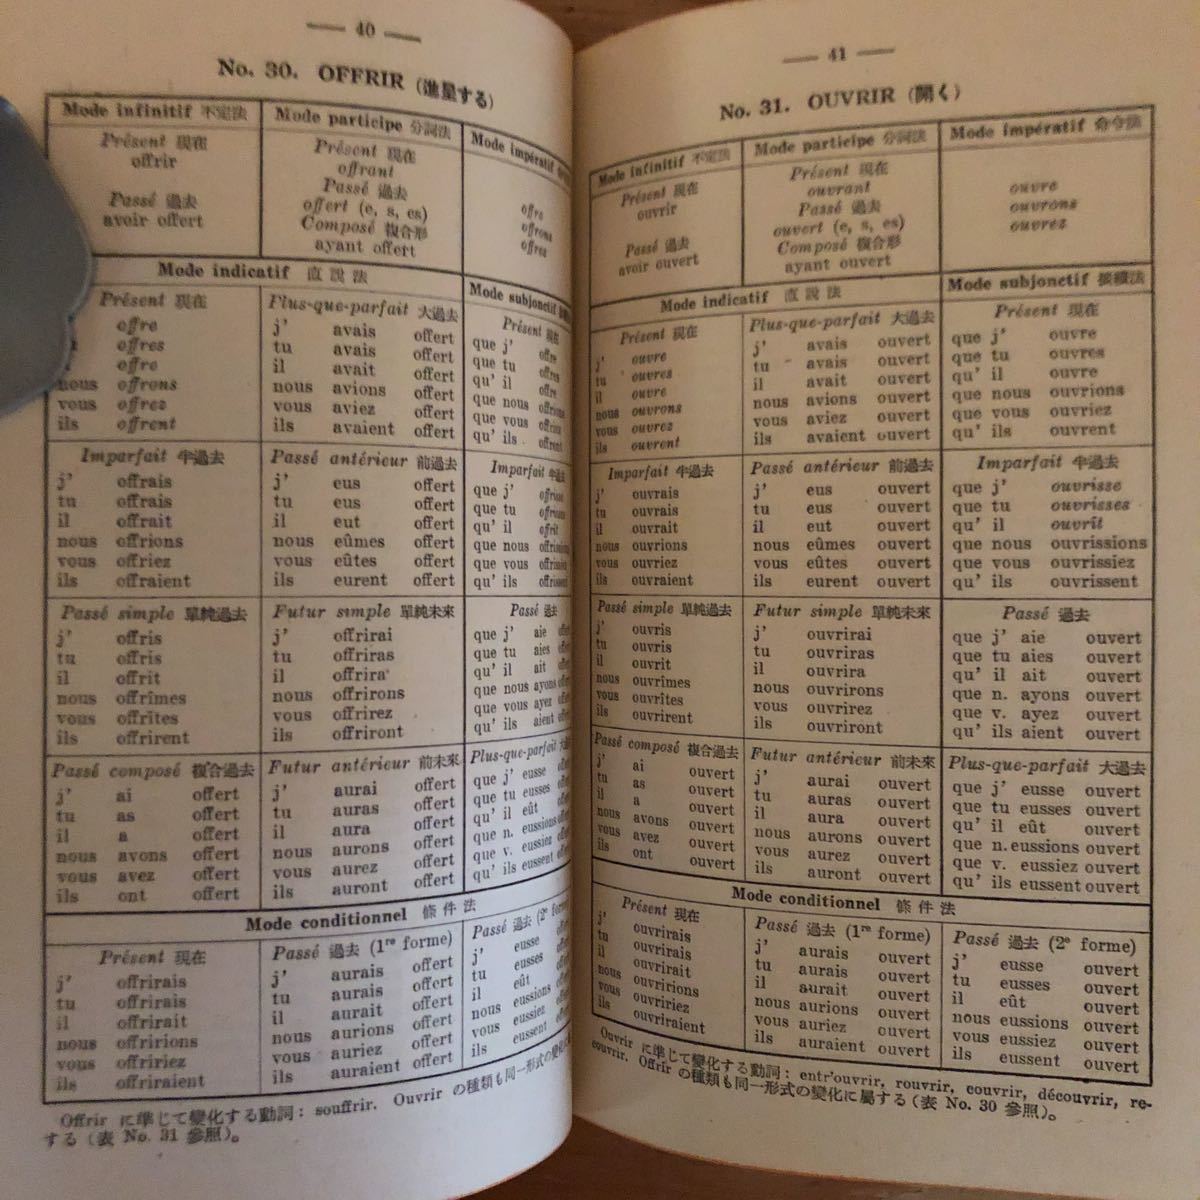 — 40 —
No. 30. OFFRIR (進呈する)
Mode infinitif 不定法
Présent 現在
offrir
Passé 過去
avoir offert
Mode participe 分詞法
Présent 現在
offrant
Passé 過去
offert (e, s, es)
Composé 複合形
ayant offert
Mode impératif
offre
offrons
offrez
Mode indicatif 直説法
Présent 現在
offre
offres
offre
nous offrons
vous offrez
ils offrent
Plus-que-parfait 大過去
j' avais offert
tu avais offert
il avait offert
nous avions offert
vous aviez offert
ils avaient offert
Mode subjonctif
Présent 現在
que j' offre
que tu offres
qu' il offre
que nous offrions
que vous offriez
qu' ils offrent
Imparfait 半過去
j' offrais
tu offrais
il offrait
nous offrions
vous offriez
ils offraient
Passé antérieur 前過去
j' eus offert
tu eus offert
il eut offert
nous eûmes offert
vous eûtes offert
ils eurent offert
Imparfait 半過去
que j' offrisse
que tu offrisses
qu' il offrît
que nous offrissions
que vous offrissiez
qu' ils offrissent
Passé simple 單純過去
j' offris
tu offris
il offrit
nous offrîmes
vous offrîtes
ils offrirent
Futur simple 單純未來
j' offrirai
tu offriras
il offrira
nous offrirons
vous offrirez
ils offriront
Passé 過去
que j' aie offert
que tu aies offert
qu' il ait offert
que nous ayons offert
que vous ayez offert
qu' ils aient offert
Passé composé 複合過去
j' ai offert
tu as offert
il a offert
nous avons offert
vous avez offert
ils ont offert
Futur antérieur 前未來
j' aurai offert
tu auras offert
il aura offert
nous aurons offert
vous aurez offert
ils auront offert
Plus-que-parfait 大過去
que j' eusse offert
que tu eusses offert
qu' il eût offert
que n. eussions offert
que v. eussiez offert
qu' ils eussent offert
Mode conditionnel 條件法
Présent 現在
j' offrirais
tu offrirais
il offrirait
nous offririons
vous offririez
ils offriraient
Passé 過去 (1re forme)
j' aurais offert
tu aurais offert
il aurait offert
nous aurions offert
vous auriez offert
ils auraient offert
Passé 過去 (2e forme)
j' eusse offert
tu eusses offert
il eût offert
nous eussions offert
vous eussiez offert
ils eussent offert
Offrir に準じて變化する動詞: souffrir. Ouvrir の種類も同一形式の變化に屬
する (表 No. 31 參照)。
— 41 —
No. 31. OUVRIR (開く)
Mode infinitif 不定法
Présent 現在
ouvrir
Passé 過去
avoir ouvert
Mode participe 分詞法
Présent 現在
ouvrant
Passé 過去
ouvert (e, s, es)
Composé 複合形
ayant ouvert
Mode impératif 命令法
ouvre
ouvrons
ouvrez
Mode indicatif 直説法
Présent 現在
j' ouvre
tu ouvres
il ouvre
nous ouvrons
vous ouvrez
ils ouvrent
Plus-que-parfait 大過去
j' avais ouvert
tu avais ouvert
il avait ouvert
nous avions ouvert
vous aviez ouvert
ils avaient ouvert
Mode subjonctif 接續法
Présent 現在
que j' ouvre
que tu ouvres
qu' il ouvre
que nous ouvrions
que vous ouvriez
qu' ils ouvrent
Imparfait 半過去
j' ouvrais
tu ouvrais
il ouvrait
nous ouvrions
vous ouvriez
ils ouvraient
Passé antérieur 前過去
j' eus ouvert
tu eus ouvert
il eut ouvert
nous eûmes ouvert
vous eûtes ouvert
ils eurent ouvert
Imparfait 半過去
que j' ouvrisse
que tu ouvrisses
qu' il ouvrît
que nous ouvrissions
que vous ouvrissiez
qu' ils ouvrissent
Passé simple 單純過去
j' ouvris
tu ouvris
il ouvrit
nous ouvrîmes
vous ouvrîtes
ils ouvrirent
Futur simple 單純未來
j' ouvrirai
tu ouvriras
il ouvrira
nous ouvrirons
vous ouvrirez
ils ouvriront
Passé 過去
que j' aie ouvert
que tu aies ouvert
qu' il ait ouvert
que n. ayons ouvert
que v. ayez ouvert
qu' ils aient ouvert
Passé composé 複合過去
j' ai ouvert
tu as ouvert
il a ouvert
nous avons ouvert
vous avez ouvert
ils ont ouvert
Futur antérieur 前未來
j' aurai ouvert
tu auras ouvert
il aura ouvert
nous aurons ouvert
vous aurez ouvert
ils auront ouvert
Plus-que-parfait 大過去
que j' eusse ouvert
que tu eusses ouvert
qu' il eût ouvert
que n. eussions ouvert
que v. eussiez ouvert
qu' ils eussent ouvert
Mode conditionnel 條件法
Présent 現在
j' ouvrirais
tu ouvrirais
il ouvrirait
nous ouvririons
vous ouvririez
ils ouvriraient
Passé 過去 (1re forme)
j' aurais ouvert
tu aurais ouvert
il aurait ouvert
nous aurions ouvert
vous auriez ouvert
ils auraient ouvert
Passé 過去 (2e forme)
j' eusse ouvert
tu eusses ouvert
il eût ouvert
nous eussions ouvert
vous eussiez ouvert
ils eussent ouvert
Ouvrir に準じて變化する動詞: entr'ouvrir, rouvrir, couvrir, découvrir, re-
couvrir. Offrir の種類も同一形式の變化に屬する (表 No. 30 參照)。